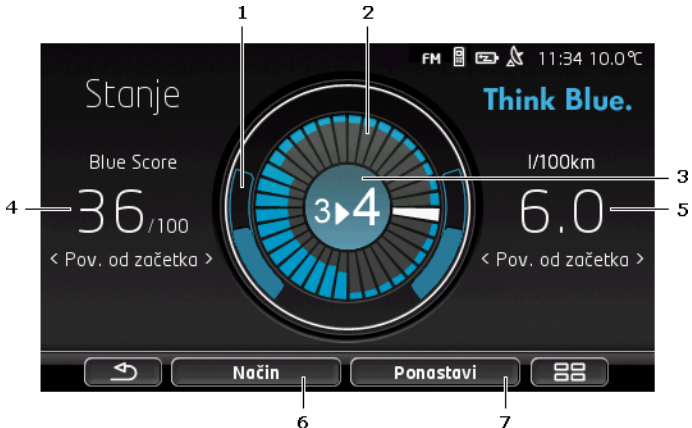 1 2
FM 11:34 10.0°C
Stanje
Think Blue.
Blue Score
l/100km
3
3▶4
4
36/100
6.0
5
< Pov. od začetka >
< Pov. od začetka >
Način
Ponastavi
6 7